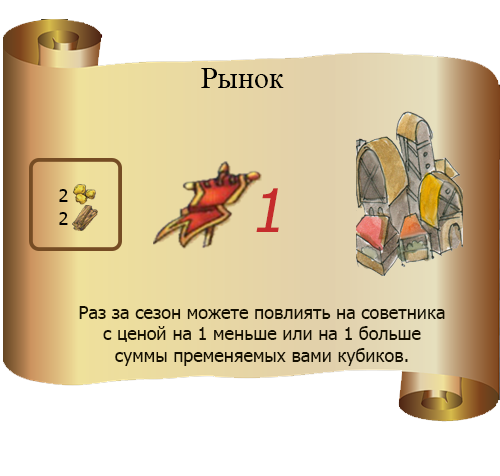 Рынок
2
2
1
Раз за сезон можете повлиять на советника
с ценой на 1 меньше или на 1 больше
суммы пременяемых вами кубиков.